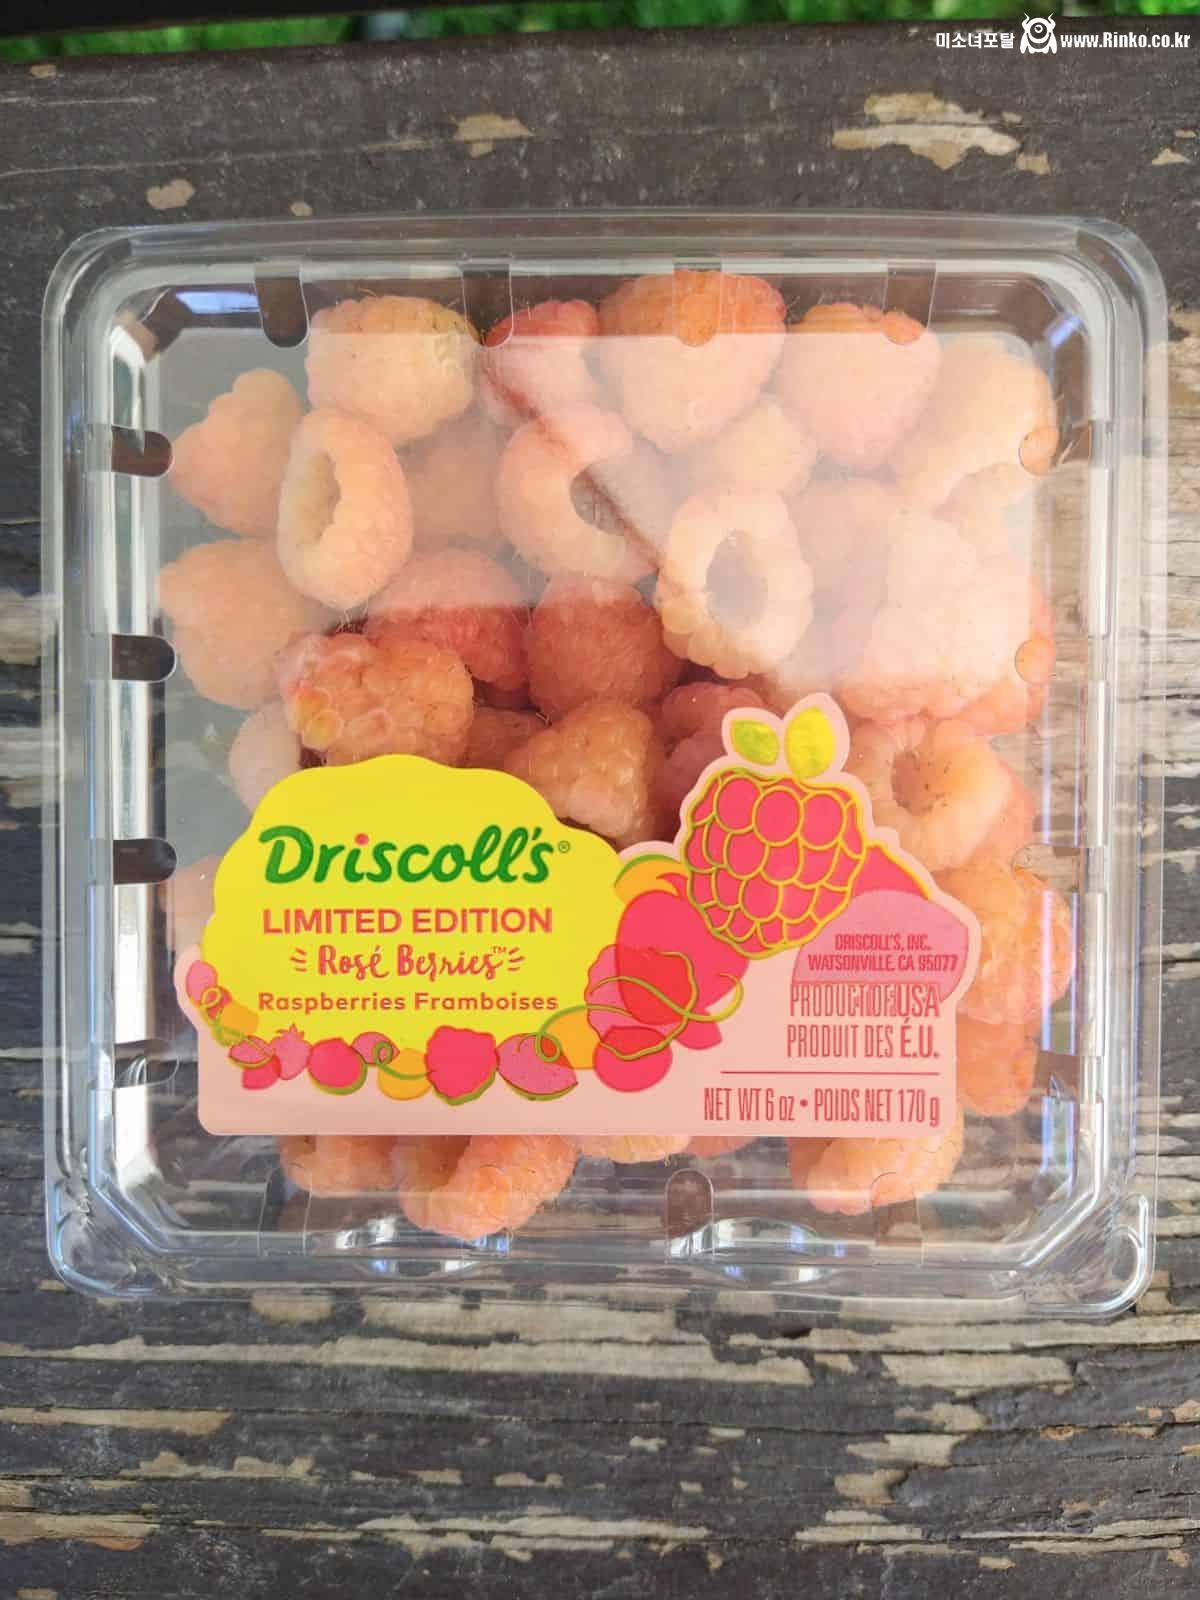 미소녀포탈 www.Rinko.co.kr
Driscoll's®
LIMITED EDITION
Rosé Berries™
Raspberries Framboises
DRISCOLL'S, INC.
WATSONVILLE, CA 95077
PRODUCT OF USA
PRODUIT DES É.U.
NET WT 6 oz • POIDS NET 170 g